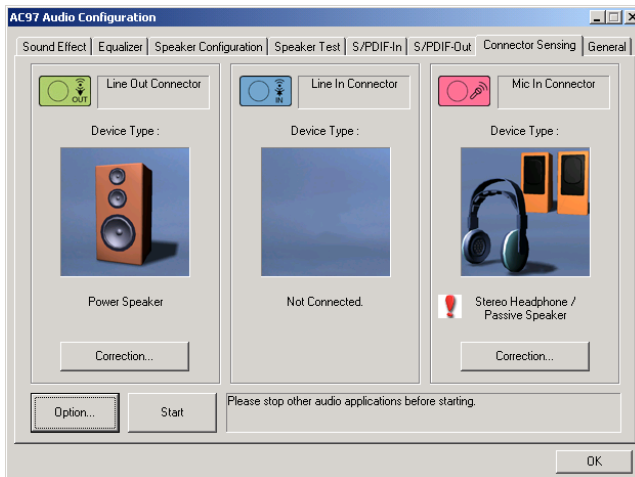 AC97 Audio Configuration
Sound Effect
Equalizer
Speaker Configuration
Speaker Test
S/PDIF-In
S/PDIF-Out
Connector Sensing
General
OUT
Line Out Connector
IN
Line In Connector
Mic In Connector
Device Type :
Device Type :
Device Type :
Power Speaker
Not Connected.
Stereo Headphone /
Passive Speaker
Correction...
Correction...
Option...
Start
Please stop other audio applications before starting.
OK